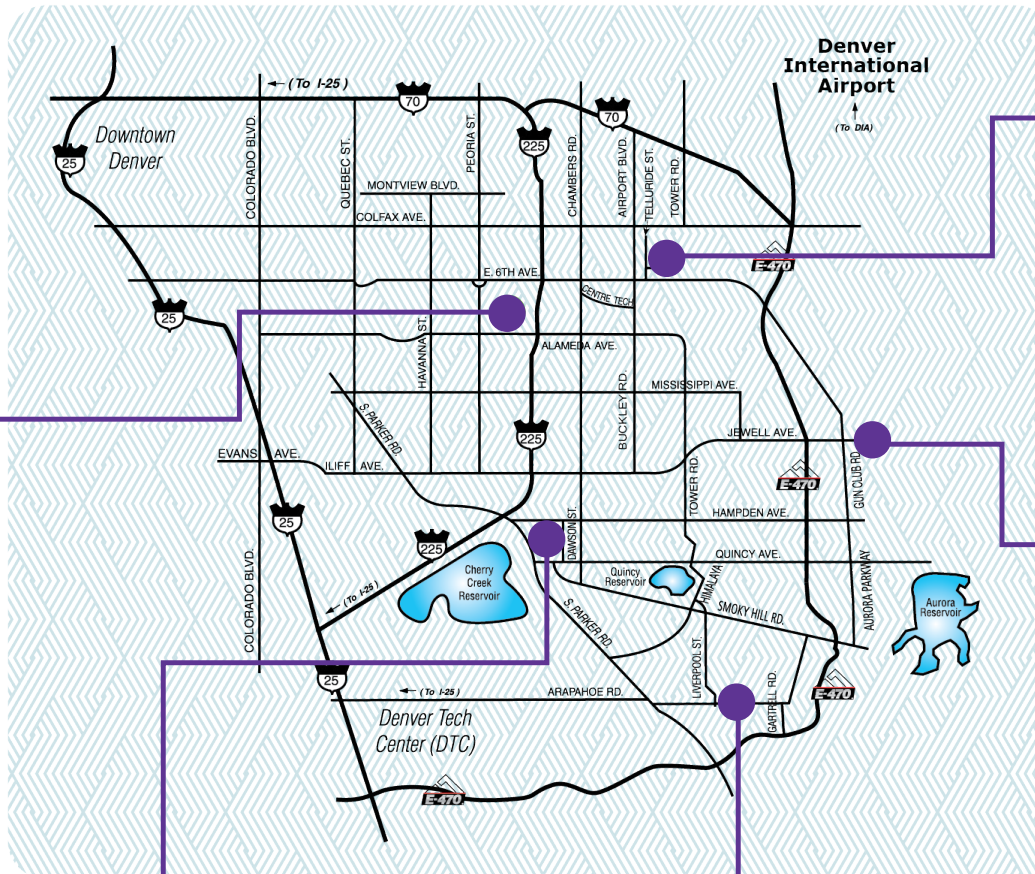 Denver
International
Airport
(To DIA)
(To I-25)
70
70
225
25
Downtown
Denver
COLORADO BLVD.
QUEBEC ST.
PEORIA ST.
CHAMBERS RD.
AIRPORT BLVD.
TELLURIDE ST.
TOWER RD.
MONTVIEW BLVD.
COLFAX AVE.
E-470
E. 6TH AVE.
CENTRE TECH
25
HAVANNA ST.
ALAMEDA AVE.
MISSISSIPPI AVE.
BUCKLEY RD.
S. PARKER RD.
225
JEWELL AVE.
EVANS AVE.
ILIFF AVE.
TOWER RD.
E-470
GUN CLUB RD.
25
HAMPDEN AVE.
DAWSON ST.
225
QUINCY AVE.
Cherry
Creek
Reservoir
Quincy
Reservoir
HIMALAYA
SMOKY HILL RD.
AURORA PARKWAY
Aurora
Reservoir
COLORADO BLVD.
(To I-25)
S. PARKER RD.
LIVERPOOL ST.
25
E-470
(To I-25)
ARAPAHOE RD.
GARTRELL RD.
Denver Tech
Center (DTC)
E-470